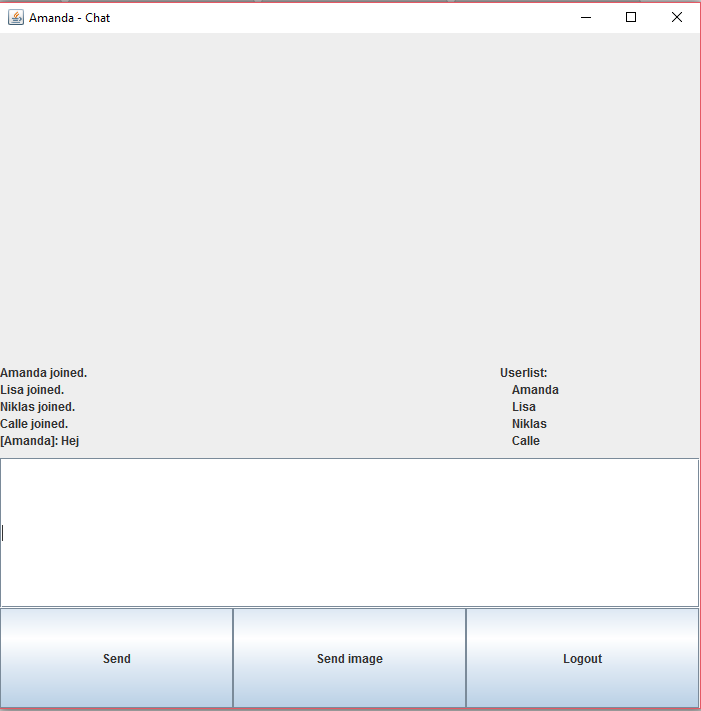 Amanda - Chat
Amanda joined.
Lisa joined.
Niklas joined.
Calle joined.
[Amanda]: Hej
Userlist:
Amanda
Lisa
Niklas
Calle
Send
Send image
Logout